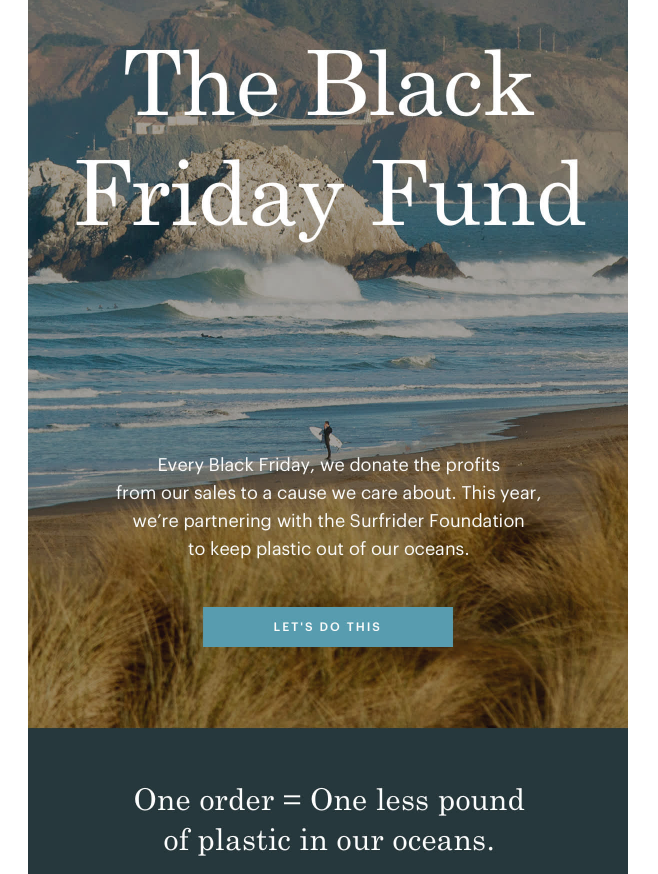 The Black
Friday Fund
Every Black Friday, we donate the profits
from our sales to a cause we care about. This year,
we’re partnering with the Surfrider Foundation
to keep plastic out of our oceans.
LET'S DO THIS
One order = One less pound
of plastic in our oceans.